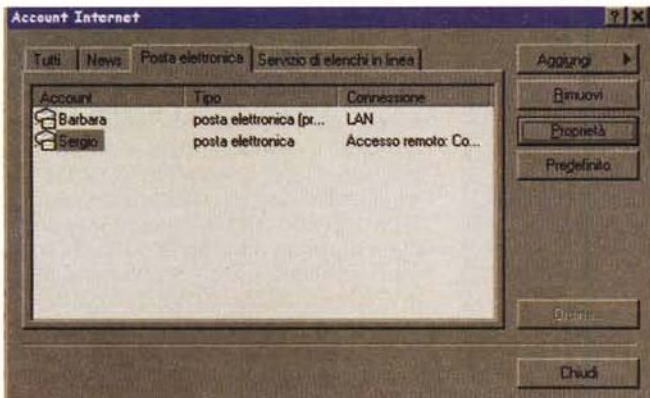 Account Internet
Tutti News Posta elettronica Servizio di elenchi in linea
Account Tipo Connessione
Barbara posta elettronica (pr... LAN
Sergio posta elettronica Accesso remoto: Co...
Aggiungi
Rimuovi
Proprietà
Predefinito
Chiudi